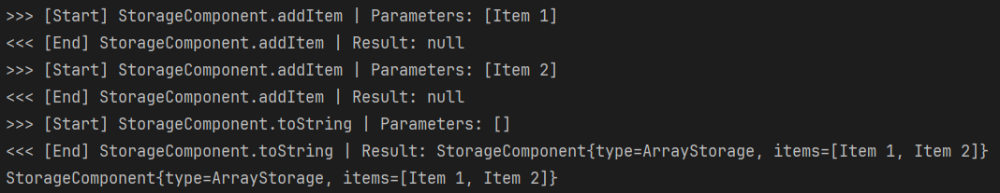 >>> [Start] StorageComponent.addItem | Parameters: [Item 1]
<<< [End] StorageComponent.addItem | Result: null
>>> [Start] StorageComponent.addItem | Parameters: [Item 2]
<<< [End] StorageComponent.addItem | Result: null
>>> [Start] StorageComponent.toString | Parameters: []
<<< [End] StorageComponent.toString | Result: StorageComponent{type=ArrayStorage, items=[Item 1, Item 2]}
StorageComponent{type=ArrayStorage, items=[Item 1, Item 2]}